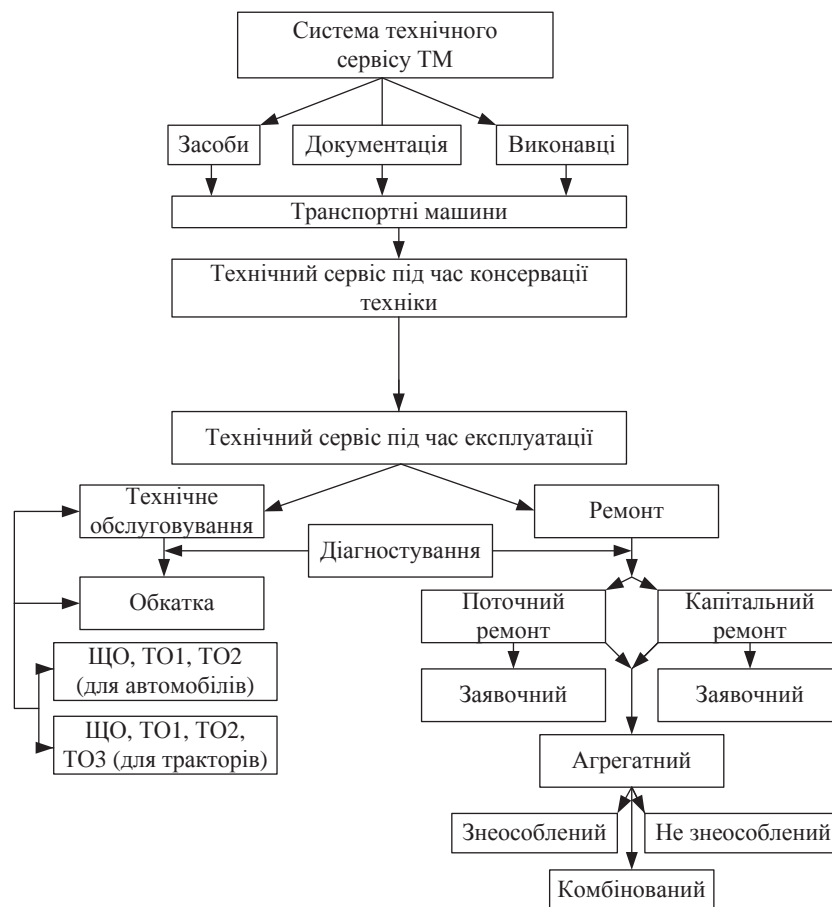 Система технічного
сервісу ТМ
Засоби
Документація
Виконавці
Транспортні машини
Технічний сервіс під час консервації
техніки
Технічний сервіс під час експлуатації
Технічне
обслуговування
Ремонт
Діагностування
Обкатка
Поточний
ремонт
Капітальний
ремонт
ЩО, ТО1, ТО2
(для автомобілів)
Заявочний
Заявочний
ЩО, ТО1, ТО2,
ТО3 (для тракторів)
Агрегатний
Знеособлений
Не знеособлений
Комбінований